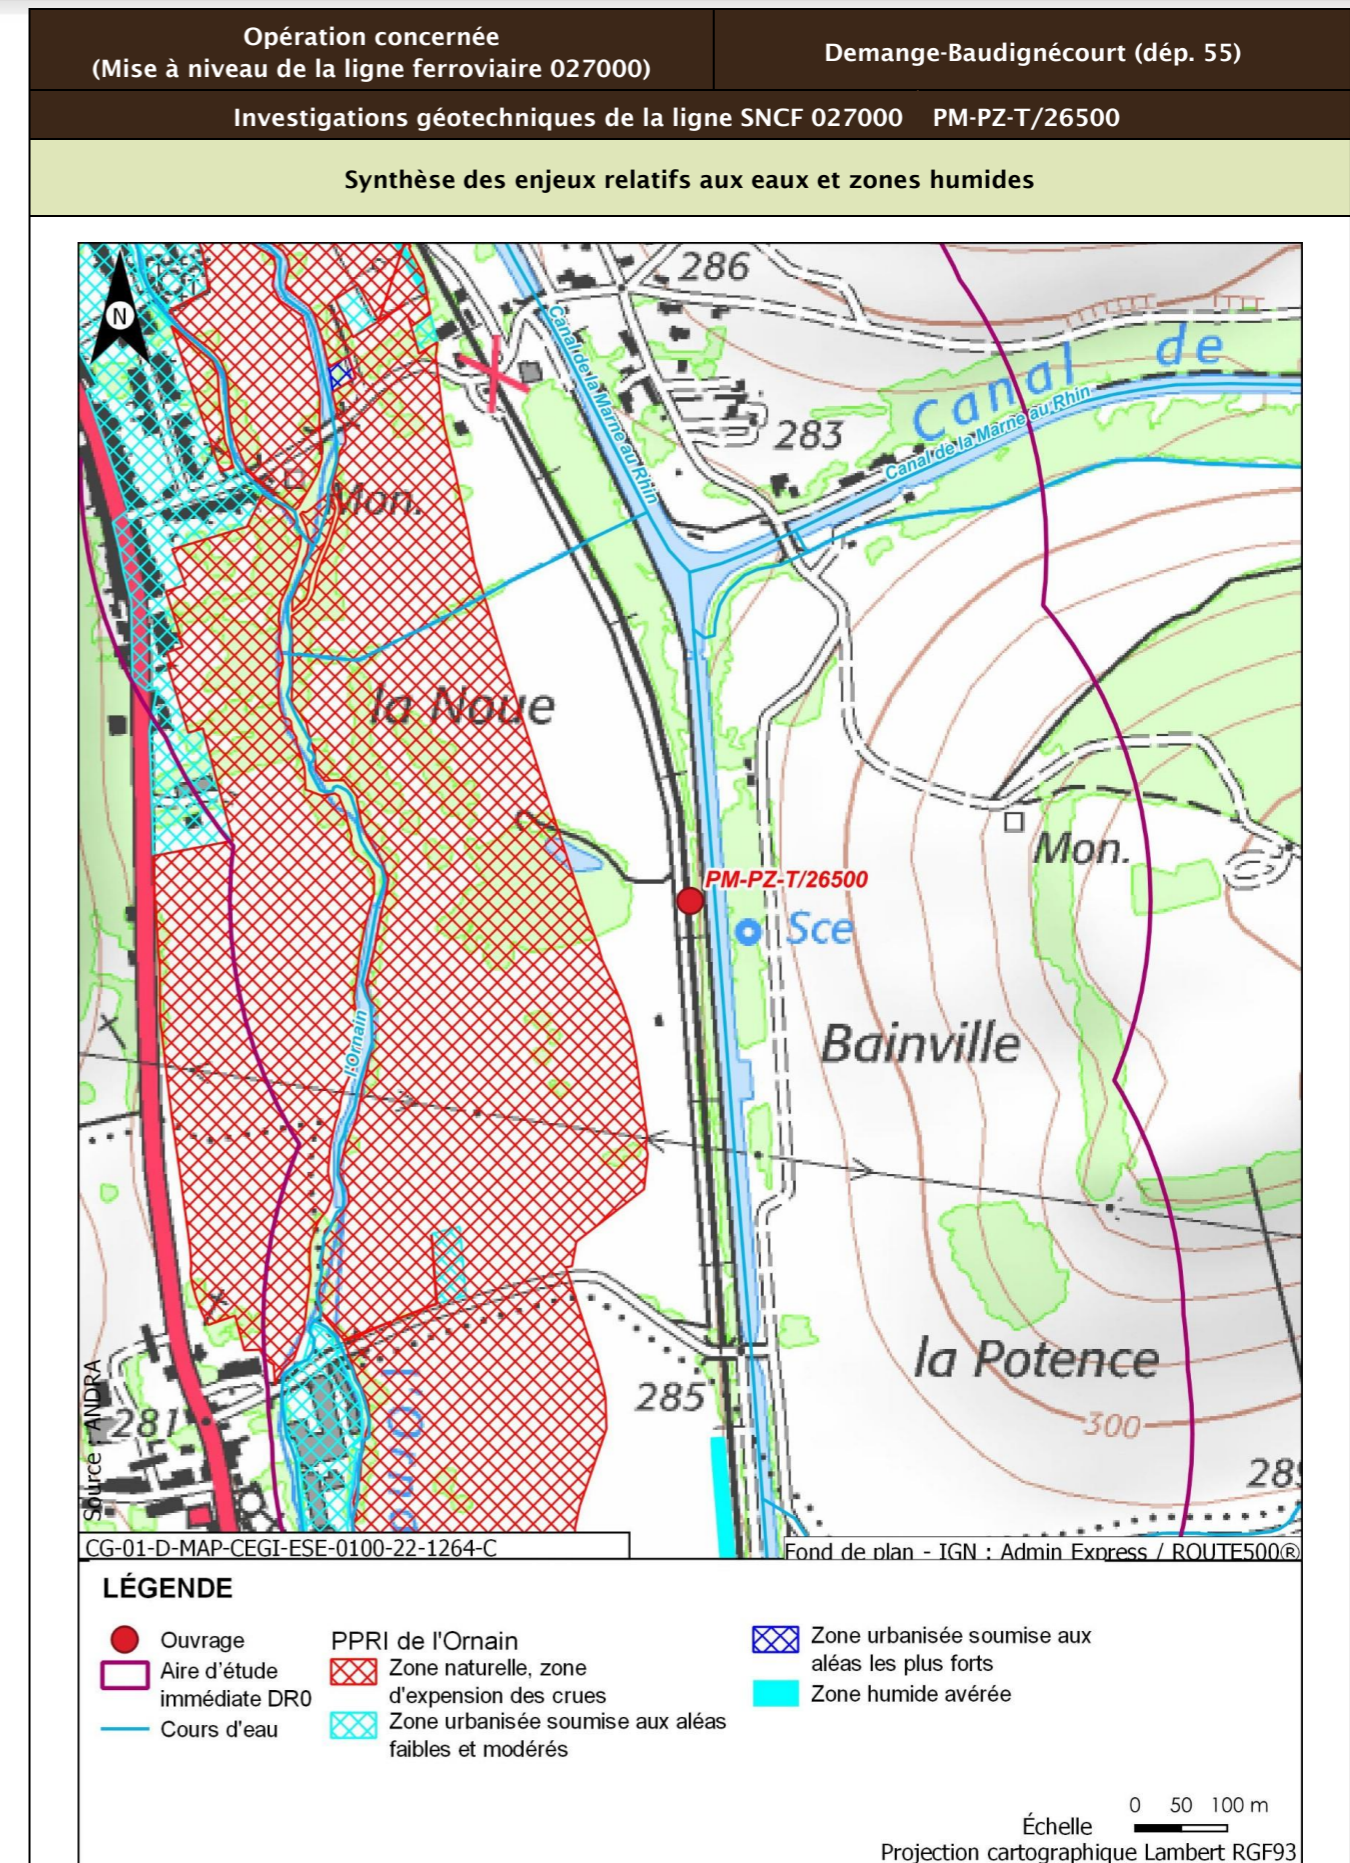 Opération concernée
(Mise à niveau de la ligne ferroviaire 027000)
Demange-Baudignécourt (dép. 55)
Investigations géotechniques de la ligne SNCF 027000 PM-PZ-T/26500
Synthèse des enjeux relatifs aux eaux et zones humides
N
286
Canal de
Canal de la Marne au Rhin
Canal de la Marne au Rhin
283
Mon.
la Noue
Mon.
PM-PZ-T/26500
Sce
Bainville
l'Ornain
la Potence
285
300
281
289
l'Orna
Source : ANDRA
CG-01-D-MAP-CEGI-ESE-0100-22-1264-C
Fond de plan - IGN : Admin Express / ROUTE500®
LÉGENDE
Ouvrage
Aire d'étude
immédiate DR0
Cours d'eau
PPRI de l'Ornain
Zone naturelle, zone
d'expension des crues
Zone urbanisée soumise aux aléas
faibles et modérés
Zone urbanisée soumise aux
aléas les plus forts
Zone humide avérée
0 50 100 m
Échelle
Projection cartographique Lambert RGF93